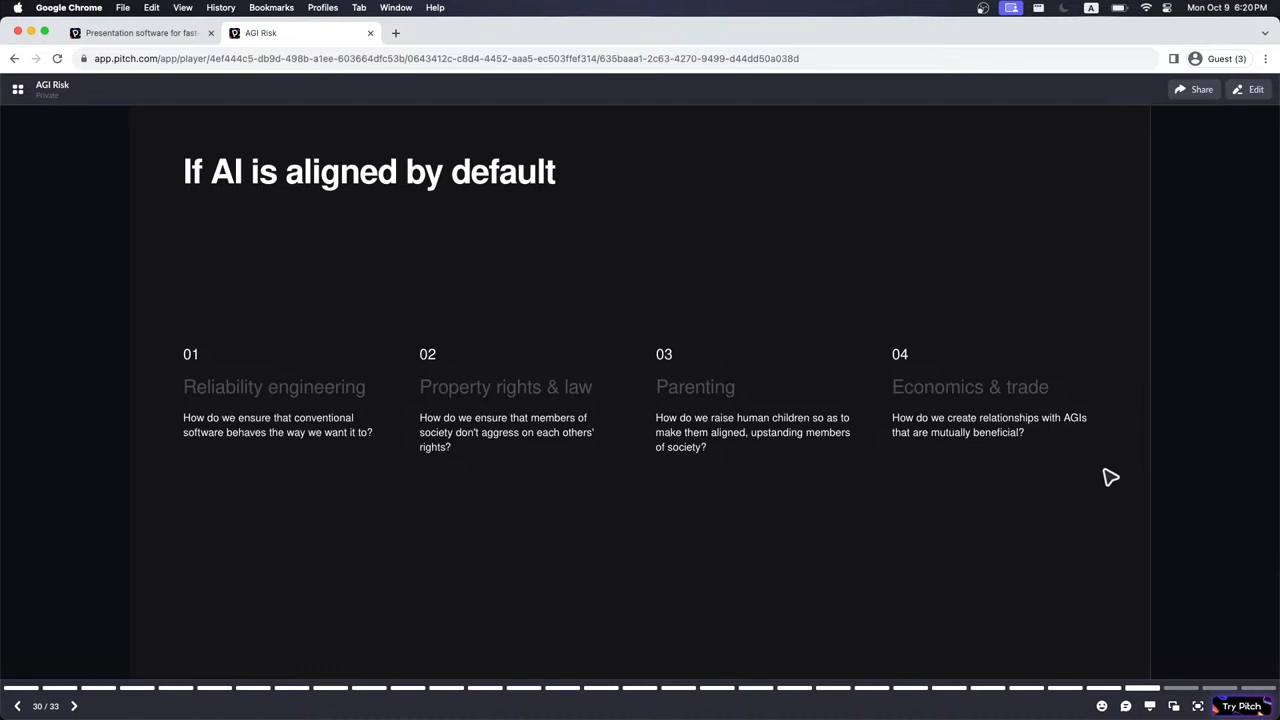 Google Chrome File Edit View History Bookmarks Profiles Tab Window Help A Mon Oct 9 6:20 PM
Presentation software for fast- AGI Risk
app.pitch.com/app/player/4ef444c5-db9d-498b-a1ee-603664dfc53b/0643412c-c8d4-4452-aaa5-ec503ffef314/635baaa1-2c63-4270-9499-d44dd50a038d Guest (3)
AGI Risk
Private
Share Edit
If AI is aligned by default
01
Reliability engineering
How do we ensure that conventional
software behaves the way we want it to?
02
Property rights & law
How do we ensure that members of
society don't aggress on each others'
rights?
03
Parenting
How do we raise human children so as to
make them aligned, upstanding members
of society?
04
Economics & trade
How do we create relationships with AGIs
that are mutually beneficial?
30 / 33
Try Pitch